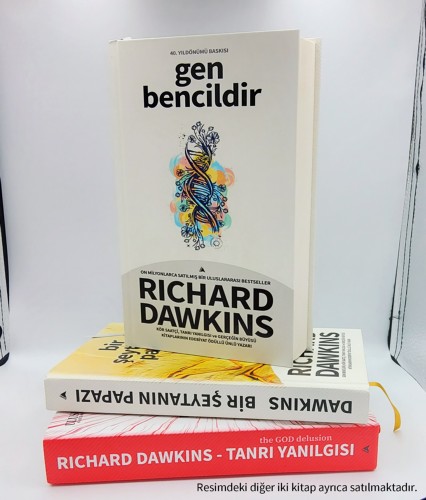 40. YILDÖNÜMÜ BASKISI
gen
bencildir
ON MİLYONLARCA SATILMIŞ BİR ULUSLARARASI BESTSELLER
RICHARD
DAWKINS
KÖR SAATÇİ, TANRI YANILGISI ve GERÇEĞİN BÜYÜSÜ
KİTAPLARININ EDEBİYAT ÖDÜLLÜ ÜNLÜ YAZARI
bir
RICHARD
DAWKINS
DAWKINS BİR ŞEYTANIN PAPAZI
the GOD delusion
RICHARD DAWKINS - TANRI YANILGISI
Resimdeki diğer iki kitap ayrıca satılmaktadır.